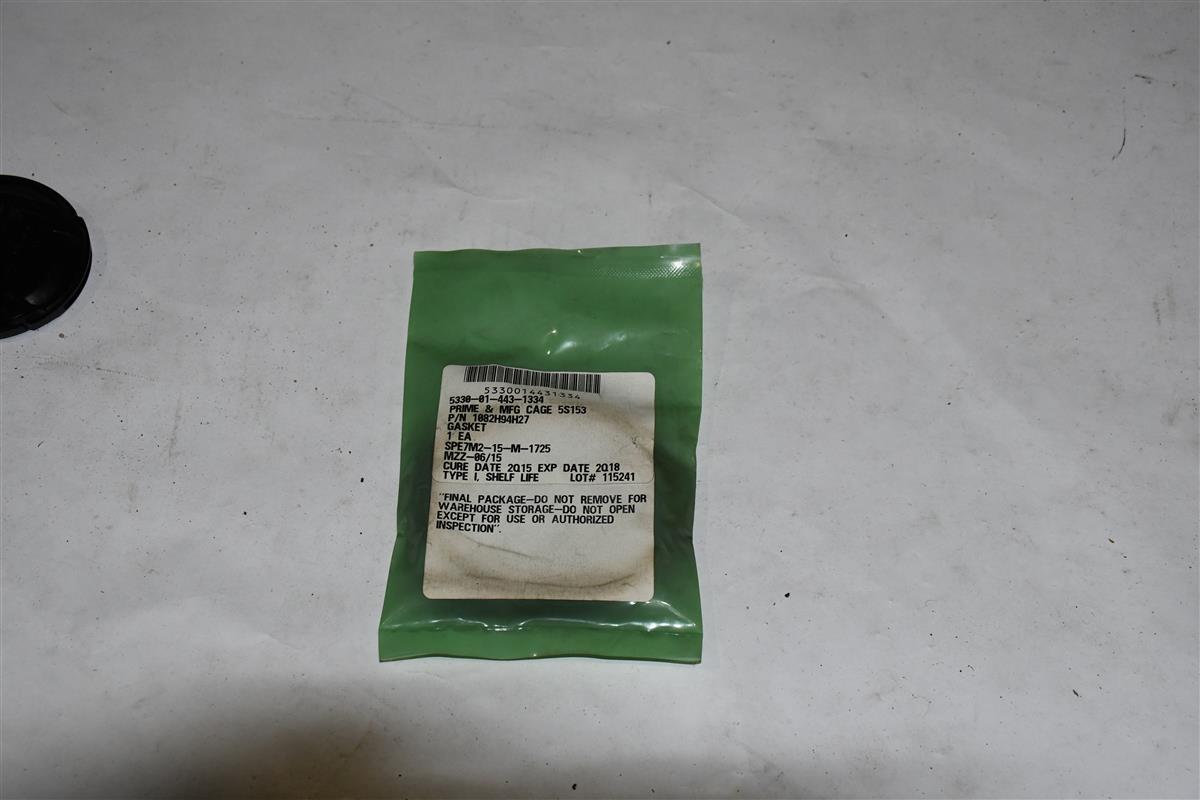 5330014431334
5330-01-443-1334
PRIME & MFG CAGE 5S153
P/N 1082H94H27
GASKET
1 EA
SPE7M2-15-M-1725
MZZ-06/15
CURE DATE 2Q15 EXP DATE 2Q18
TYPE I, SHELF LIFE LOT# 115241
"FINAL PACKAGE-DO NOT REMOVE FOR
WAREHOUSE STORAGE-DO NOT OPEN
EXCEPT FOR USE OR AUTHORIZED
INSPECTION".